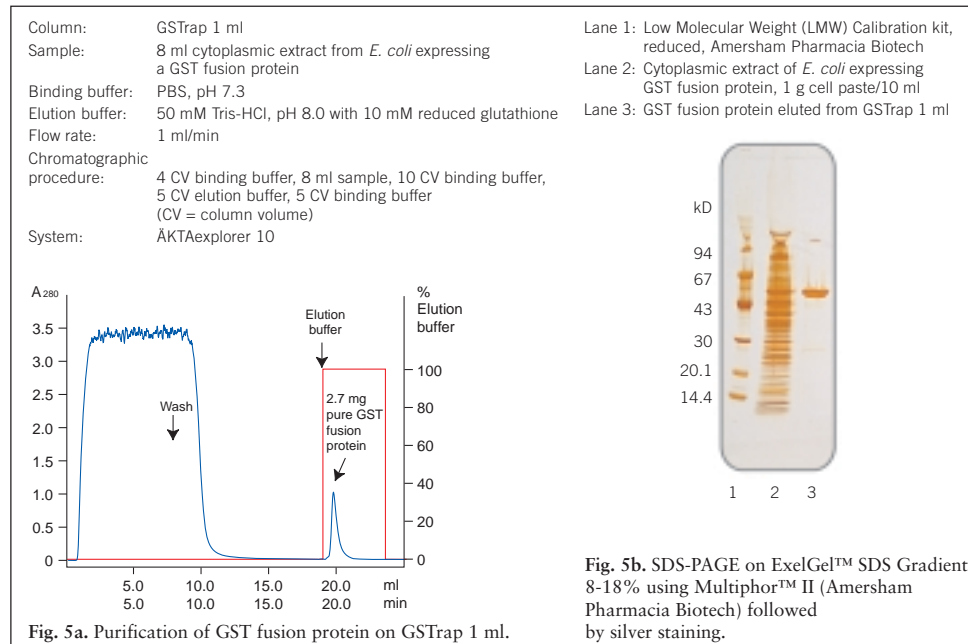 Column: GSTrap 1 ml
Sample: 8 ml cytoplasmic extract from E. coli expressing
a GST fusion protein
Binding buffer: PBS, pH 7.3
Elution buffer: 50 mM Tris-HCl, pH 8.0 with 10 mM reduced glutathione
Flow rate: 1 ml/min
Chromatographic
procedure: 4 CV binding buffer, 8 ml sample, 10 CV binding buffer,
5 CV elution buffer, 5 CV binding buffer
(CV = column volume)
System: ÄKTAexplorer 10
A280
%
Elution
buffer
3.5
3.0
2.5
2.0
1.5
1.0
0.5
0
Wash
Elution
buffer
2.7 mg
pure GST
fusion
protein
100
80
60
40
20
0
5.0 10.0 15.0 20.0 ml
5.0 10.0 15.0 20.0 min
Fig. 5a. Purification of GST fusion protein on GSTrap 1 ml.
Lane 1: Low Molecular Weight (LMW) Calibration kit,
reduced, Amersham Pharmacia Biotech
Lane 2: Cytoplasmic extract of E. coli expressing
GST fusion protein, 1 g cell paste/10 ml
Lane 3: GST fusion protein eluted from GSTrap 1 ml
kD
94
67
43
30
20.1
14.4
1 2 3
Fig. 5b. SDS-PAGE on ExelGel™ SDS Gradient
8-18% using Multiphor™ II (Amersham
Pharmacia Biotech) followed
by silver staining.